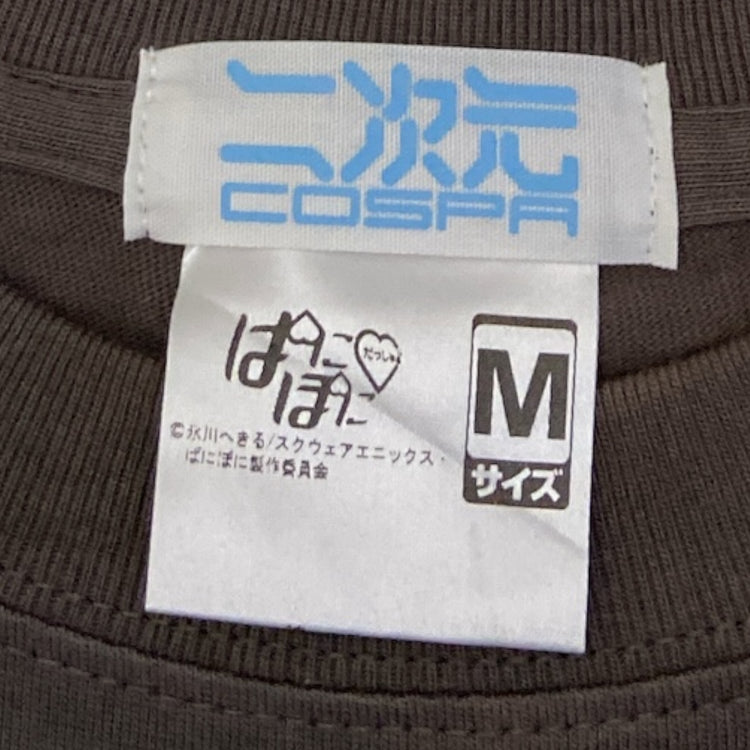 二次元
COSPA
ぱにぽに
だっしゅ
©氷川へきる/スクウェアエニックス・
ぱにぽに製作委員会
M
サイズ